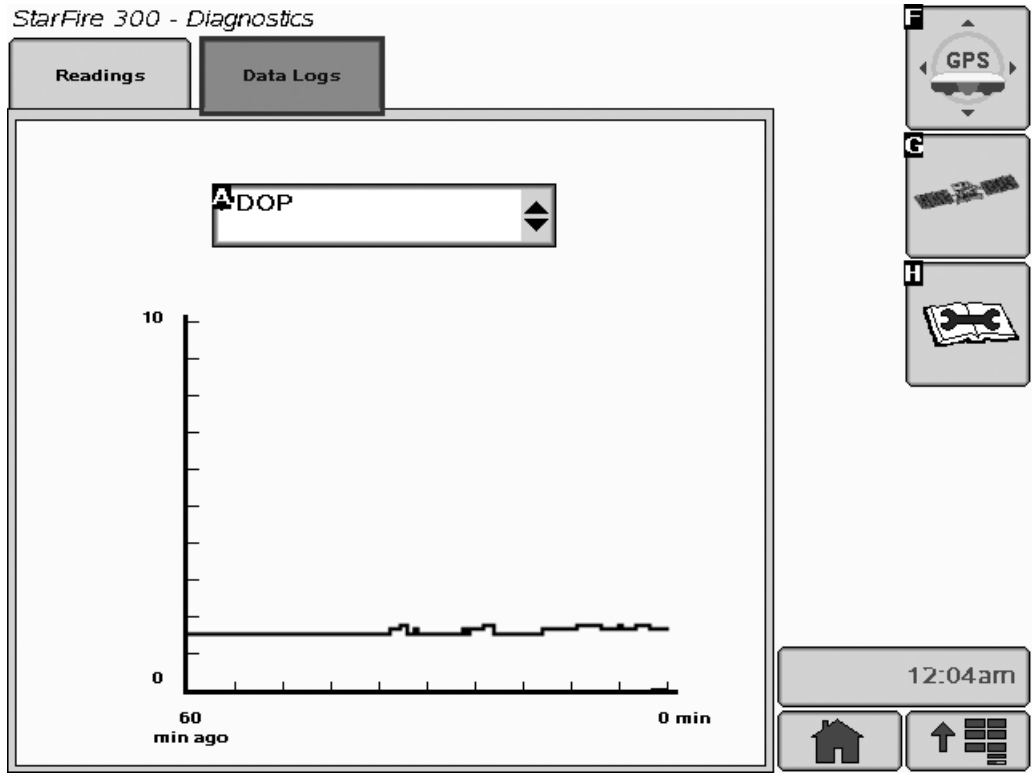 StarFire 300 - Diagnostics
Readings
Data Logs
A
DOP
10
0
60
min ago
0 min
F
GPS
G
H
12:04am